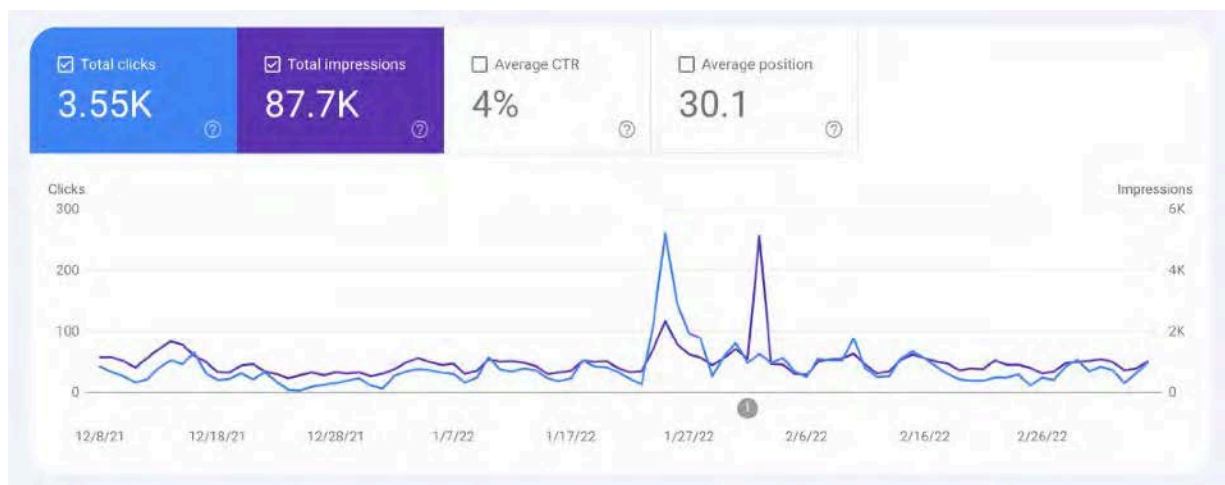 Total clicks
3.55K
Total impressions
87.7K
Average CTR
4%
Average position
30.1
Clicks
Impressions
300
6K
200
4K
100
2K
0
0
1
12/8/21
12/18/21
12/28/21
1/7/22
1/17/22
1/27/22
2/6/22
2/16/22
2/26/22